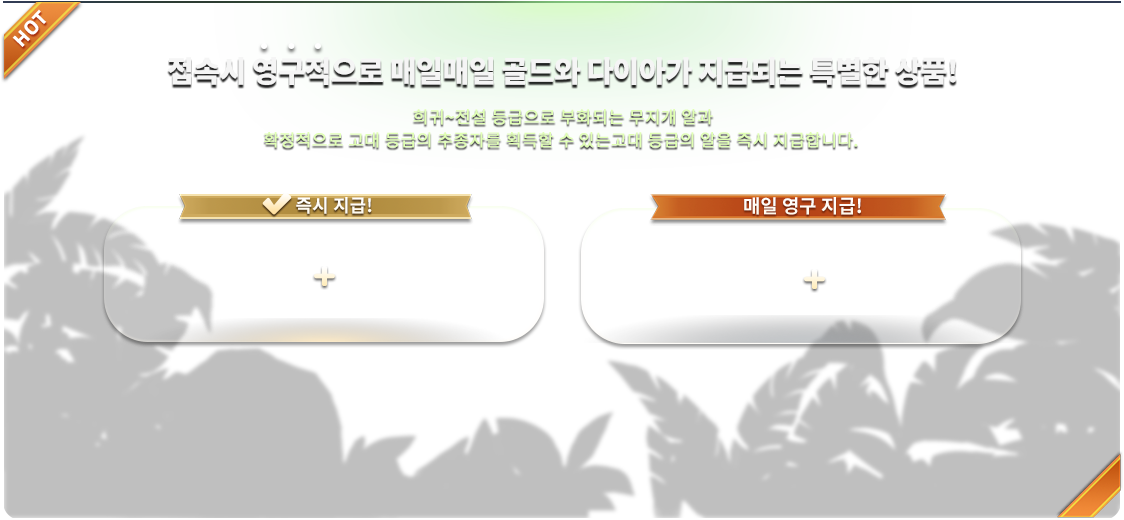 HOT
접속시 영구적으로 매일매일 골드와 다이아가 지급되는 특별한 상품!
희귀~전설 등급으로 부화되는 무지개 알과
확정적으로 고대 등급의 추종자를 획득할 수 있는고대 등급의 알을 즉시 지급합니다.
즉시 지급!
매일 영구 지급!
+
+